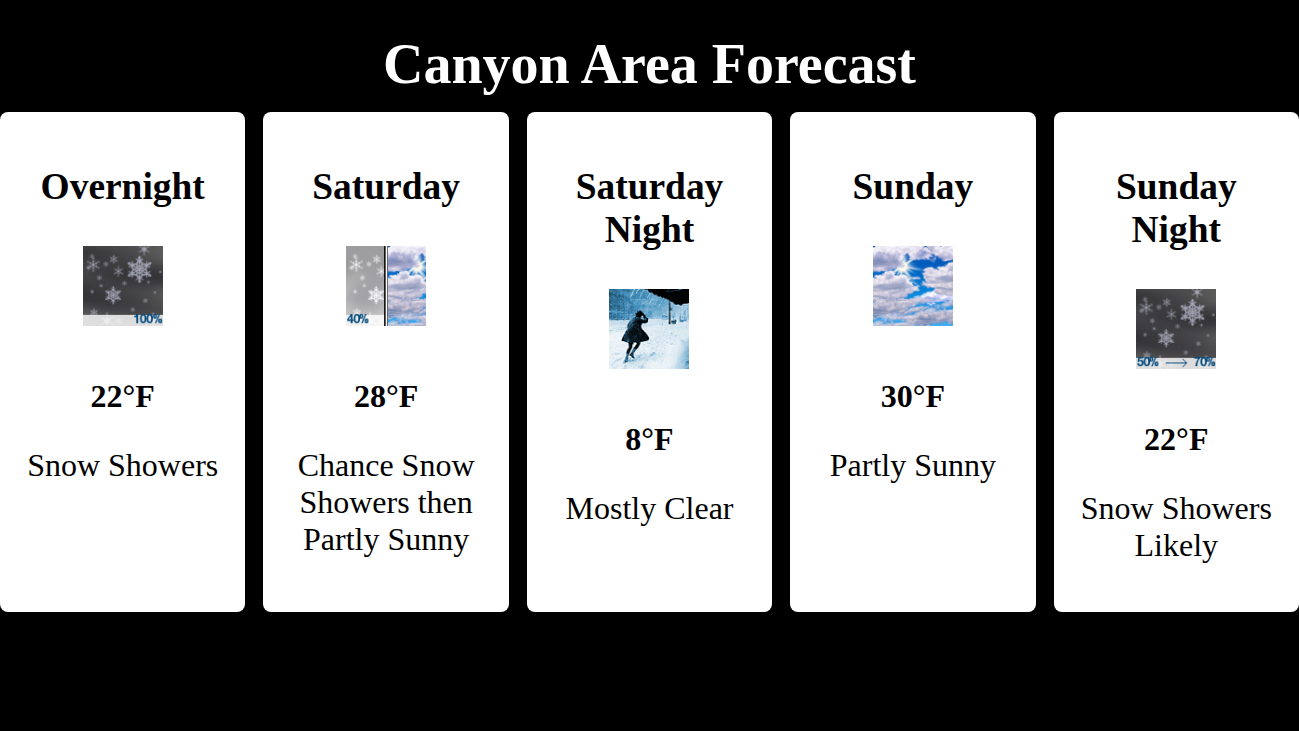 Canyon Area Forecast
Overnight
100%
22°F
Snow Showers
Saturday
40%
28°F
Chance Snow
Showers then
Partly Sunny
Saturday
Night
8°F
Mostly Clear
Sunday
30°F
Partly Sunny
Sunday
Night
50% 70%
22°F
Snow Showers
Likely